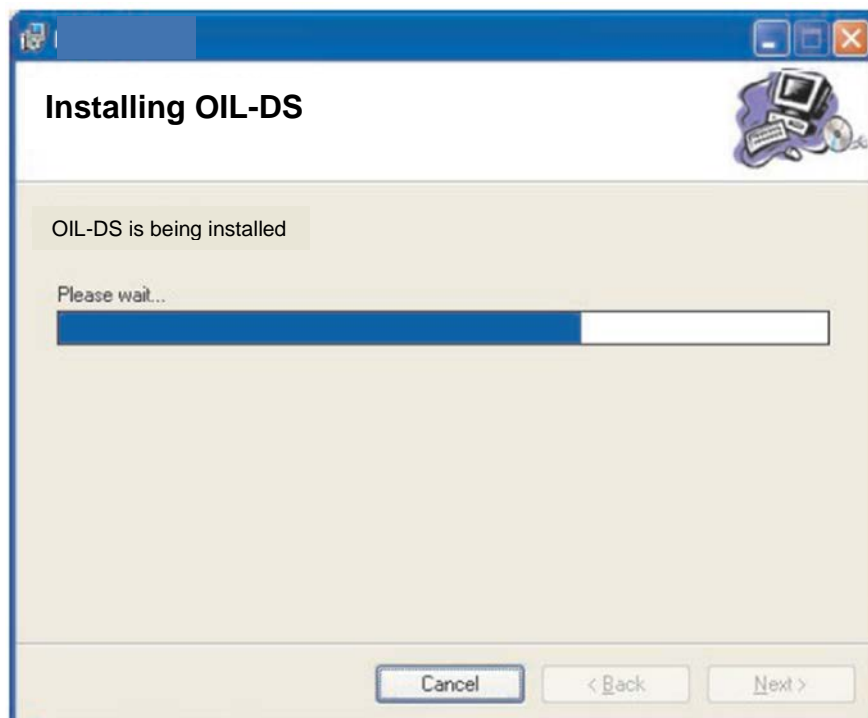 Installing OIL-DS
OIL-DS is being installed
Please wait...
Cancel
< Back
Next >